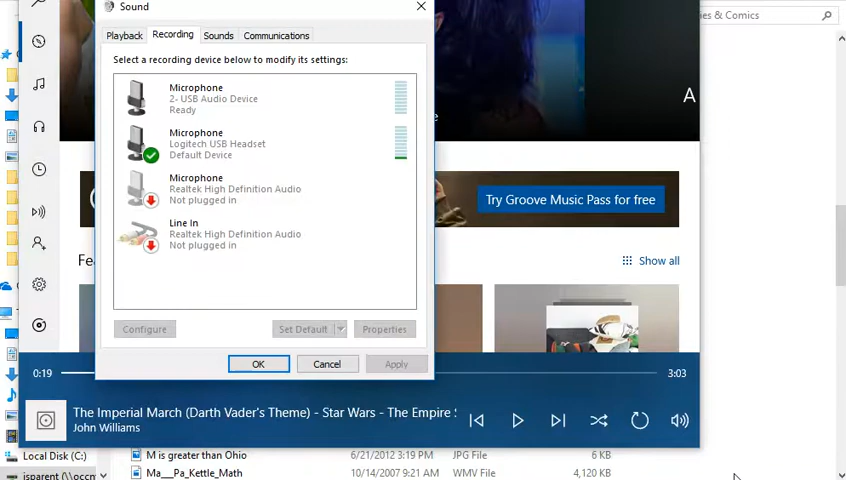 Sound
ies & Comics
Playback
Recording
Sounds
Communications
Select a recording device below to modify its settings:
Microphone
2- USB Audio Device
Ready
Microphone
Logitech USB Headset
Default Device
Microphone
Realtek High Definition Audio
Not plugged in
Line In
Realtek High Definition Audio
Not plugged in
Configure
Set Default
Properties
OK
Cancel
Apply
A
Try Groove Music Pass for free
Fea
Show all
0:19
3:03
The Imperial March (Darth Vader's Theme) - Star Wars - The Empire S
John Williams
Local Disk (C:)
M is greater than Ohio
6/21/2012 3:19 PM
JPG File
6 KB
isparent (\\occm
Ma___Pa_Kettle_Math
10/14/2007 9:21 AM
WMV File
4,120 KB